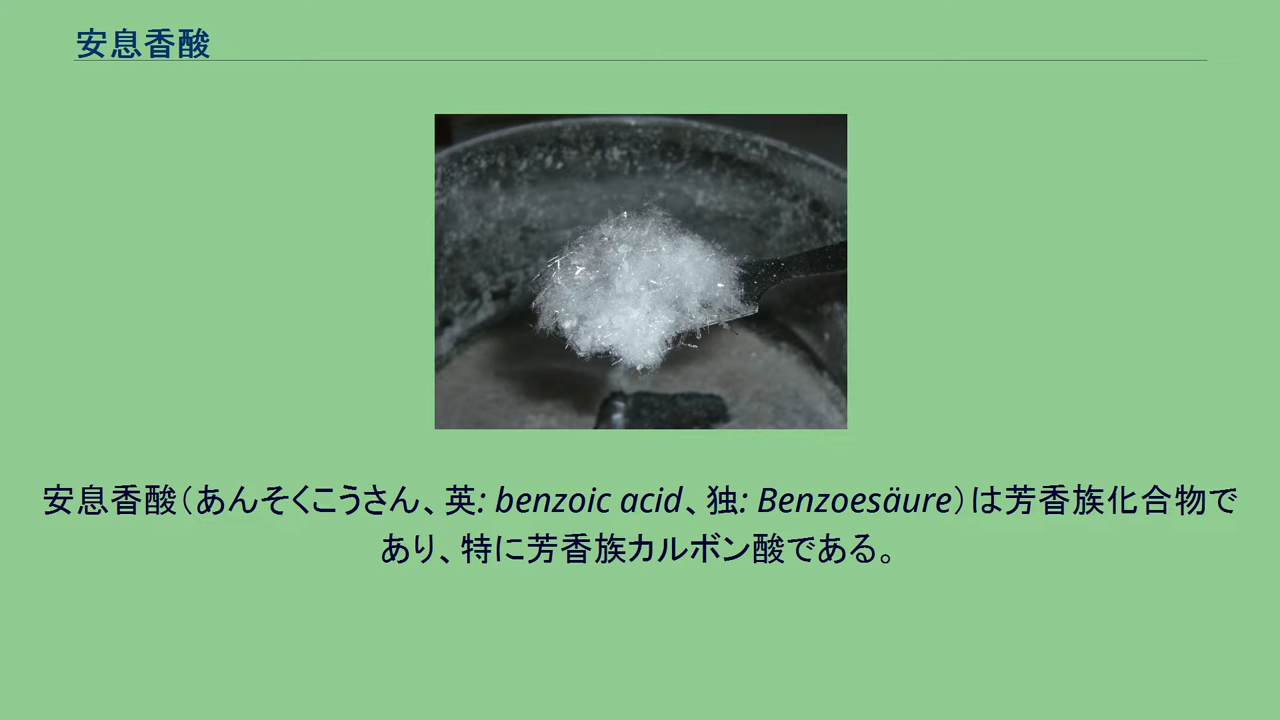 安息香酸
安息香酸（あんそくこうさん、英: benzoic acid、独: Benzoesäure）は芳香族化合物で
あり、特に芳香族カルボン酸である。